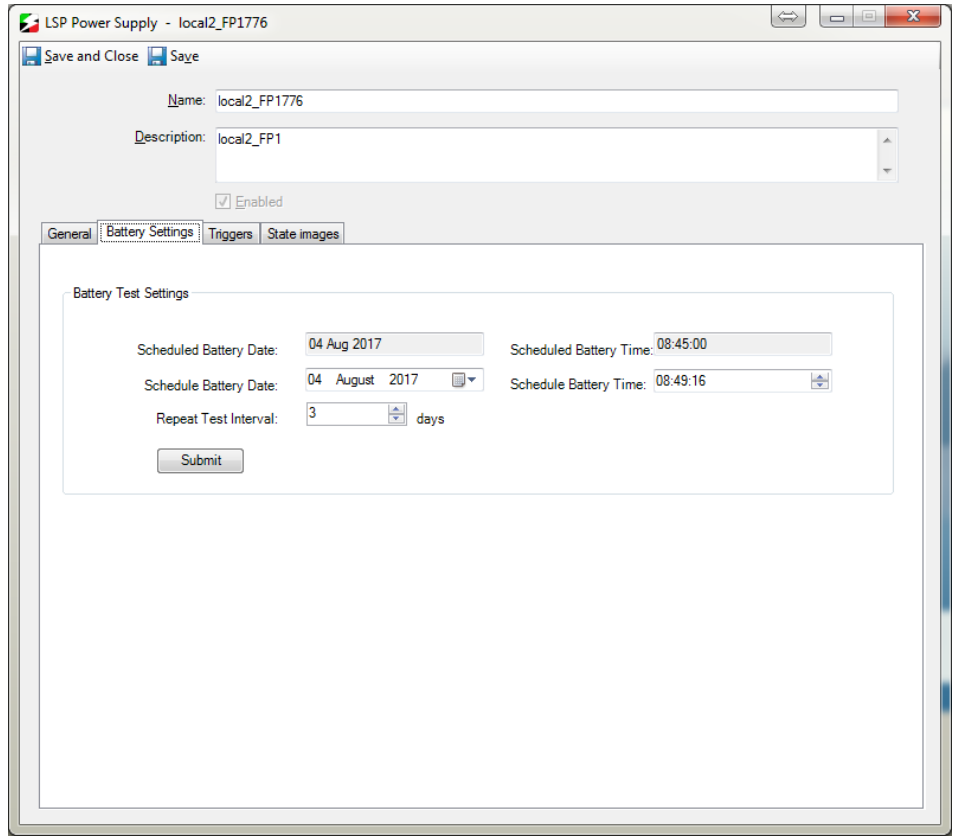 LSP Power Supply - local2_FP1776
Save and Close Save
Name: local2_FP1776
Description: local2_FP1
Enabled
General Battery Settings Triggers State images
Battery Test Settings
Scheduled Battery Date: 04 Aug 2017 Scheduled Battery Time: 08:45:00
Schedule Battery Date: 04 August 2017 Schedule Battery Time: 08:49:16
Repeat Test Interval: 3 days
Submit